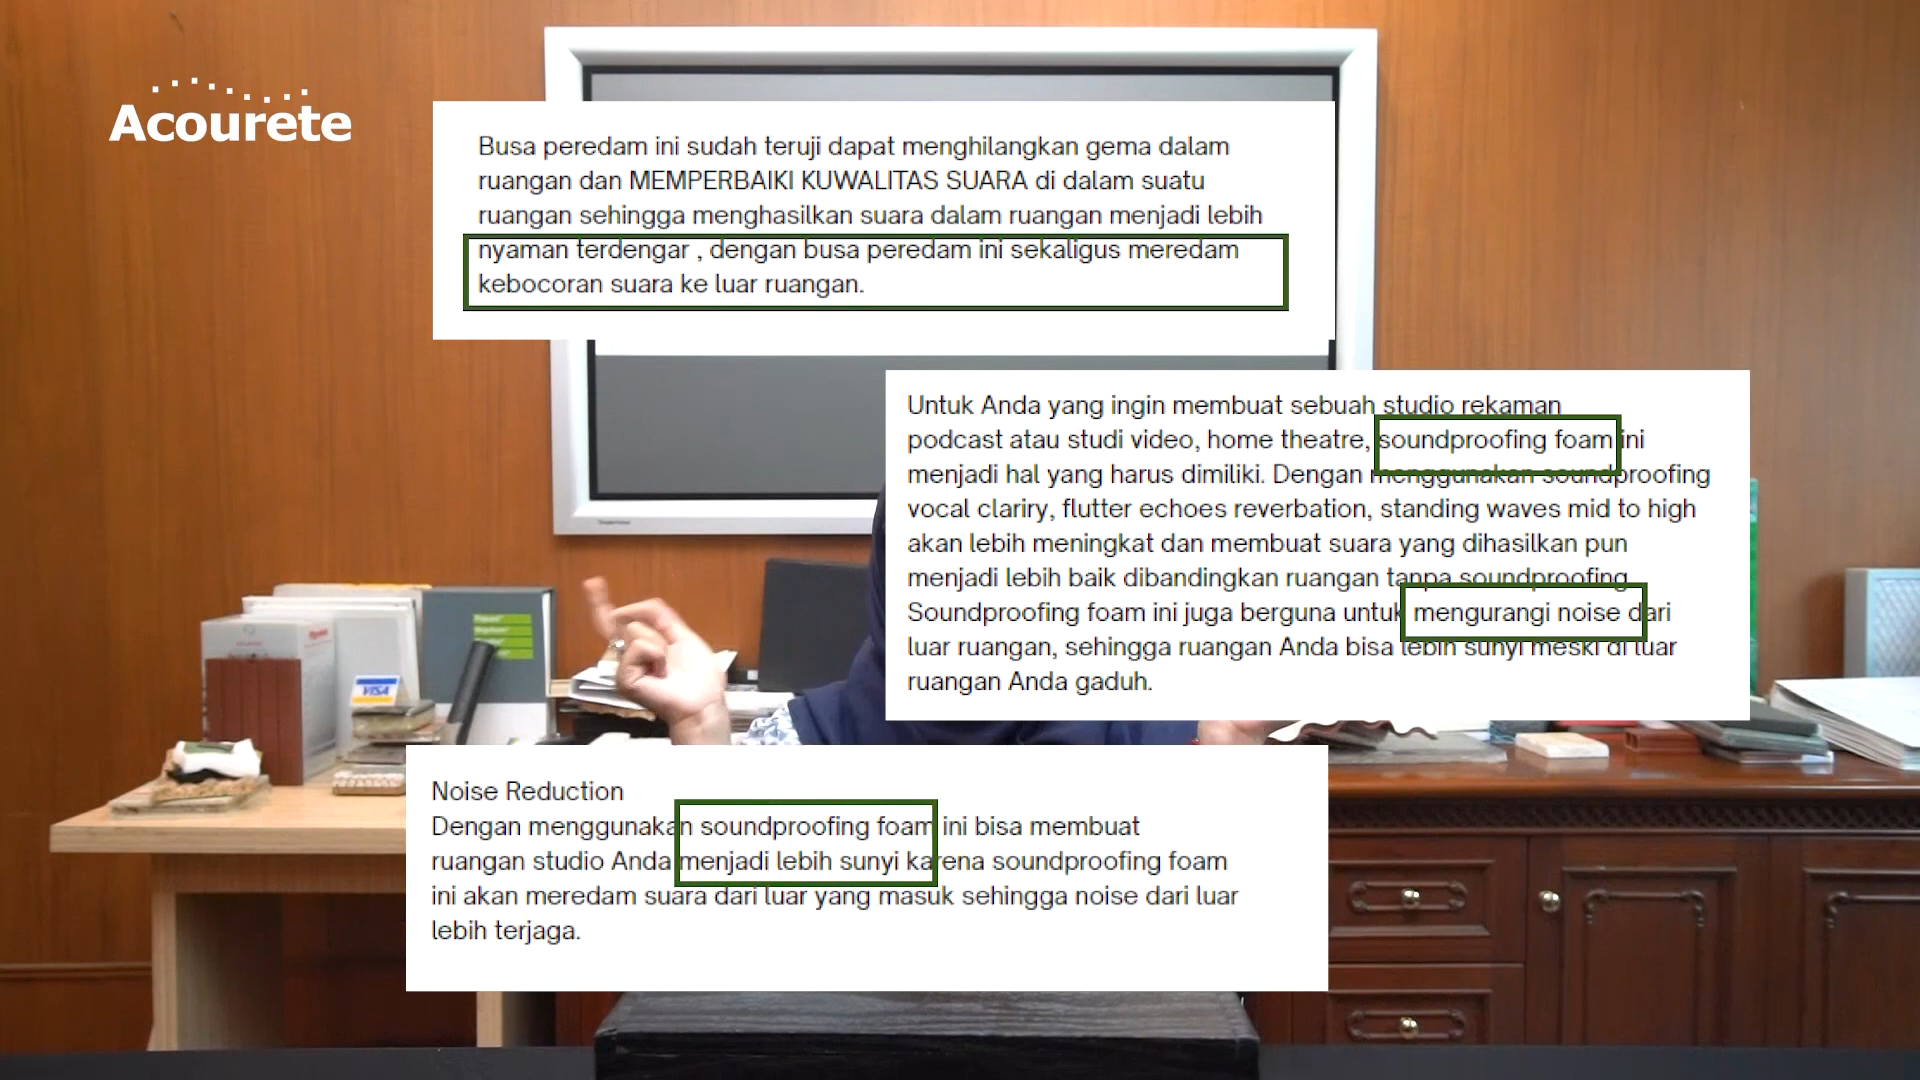 Acourete
Busa peredam ini sudah teruji dapat menghilangkan gema dalam
ruangan dan MEMPERBAIKI KUWALITAS SUARA di dalam suatu
ruangan sehingga menghasilkan suara dalam ruangan menjadi lebih
nyaman terdengar , dengan busa peredam ini sekaligus meredam
kebocoran suara ke luar ruangan.
Untuk Anda yang ingin membuat sebuah studio rekaman
podcast atau studi video, home theatre, soundproofing foam ini
menjadi hal yang harus dimiliki. Dengan menggunakan soundproofing
vocal clariry, flutter echoes reverbation, standing waves mid to high
akan lebih meningkat dan membuat suara yang dihasilkan pun
menjadi lebih baik dibandingkan ruangan tanpa soundproofing
Soundproofing foam ini juga berguna untuk mengurangi noise dari
luar ruangan, sehingga ruangan Anda bisa lebih sunyi meski di luar
ruangan Anda gaduh.
VISA
Noise Reduction
Dengan menggunakan soundproofing foam ini bisa membuat
ruangan studio Anda menjadi lebih sunyi karena soundproofing foam
ini akan meredam suara dari luar yang masuk sehingga noise dari luar
lebih terjaga.